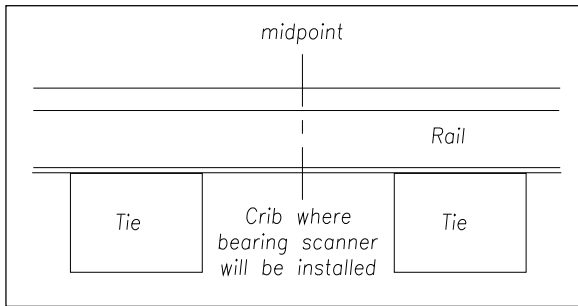 midpoint
Rail
Tie
Crib where
bearing scanner
will be installed
Tie